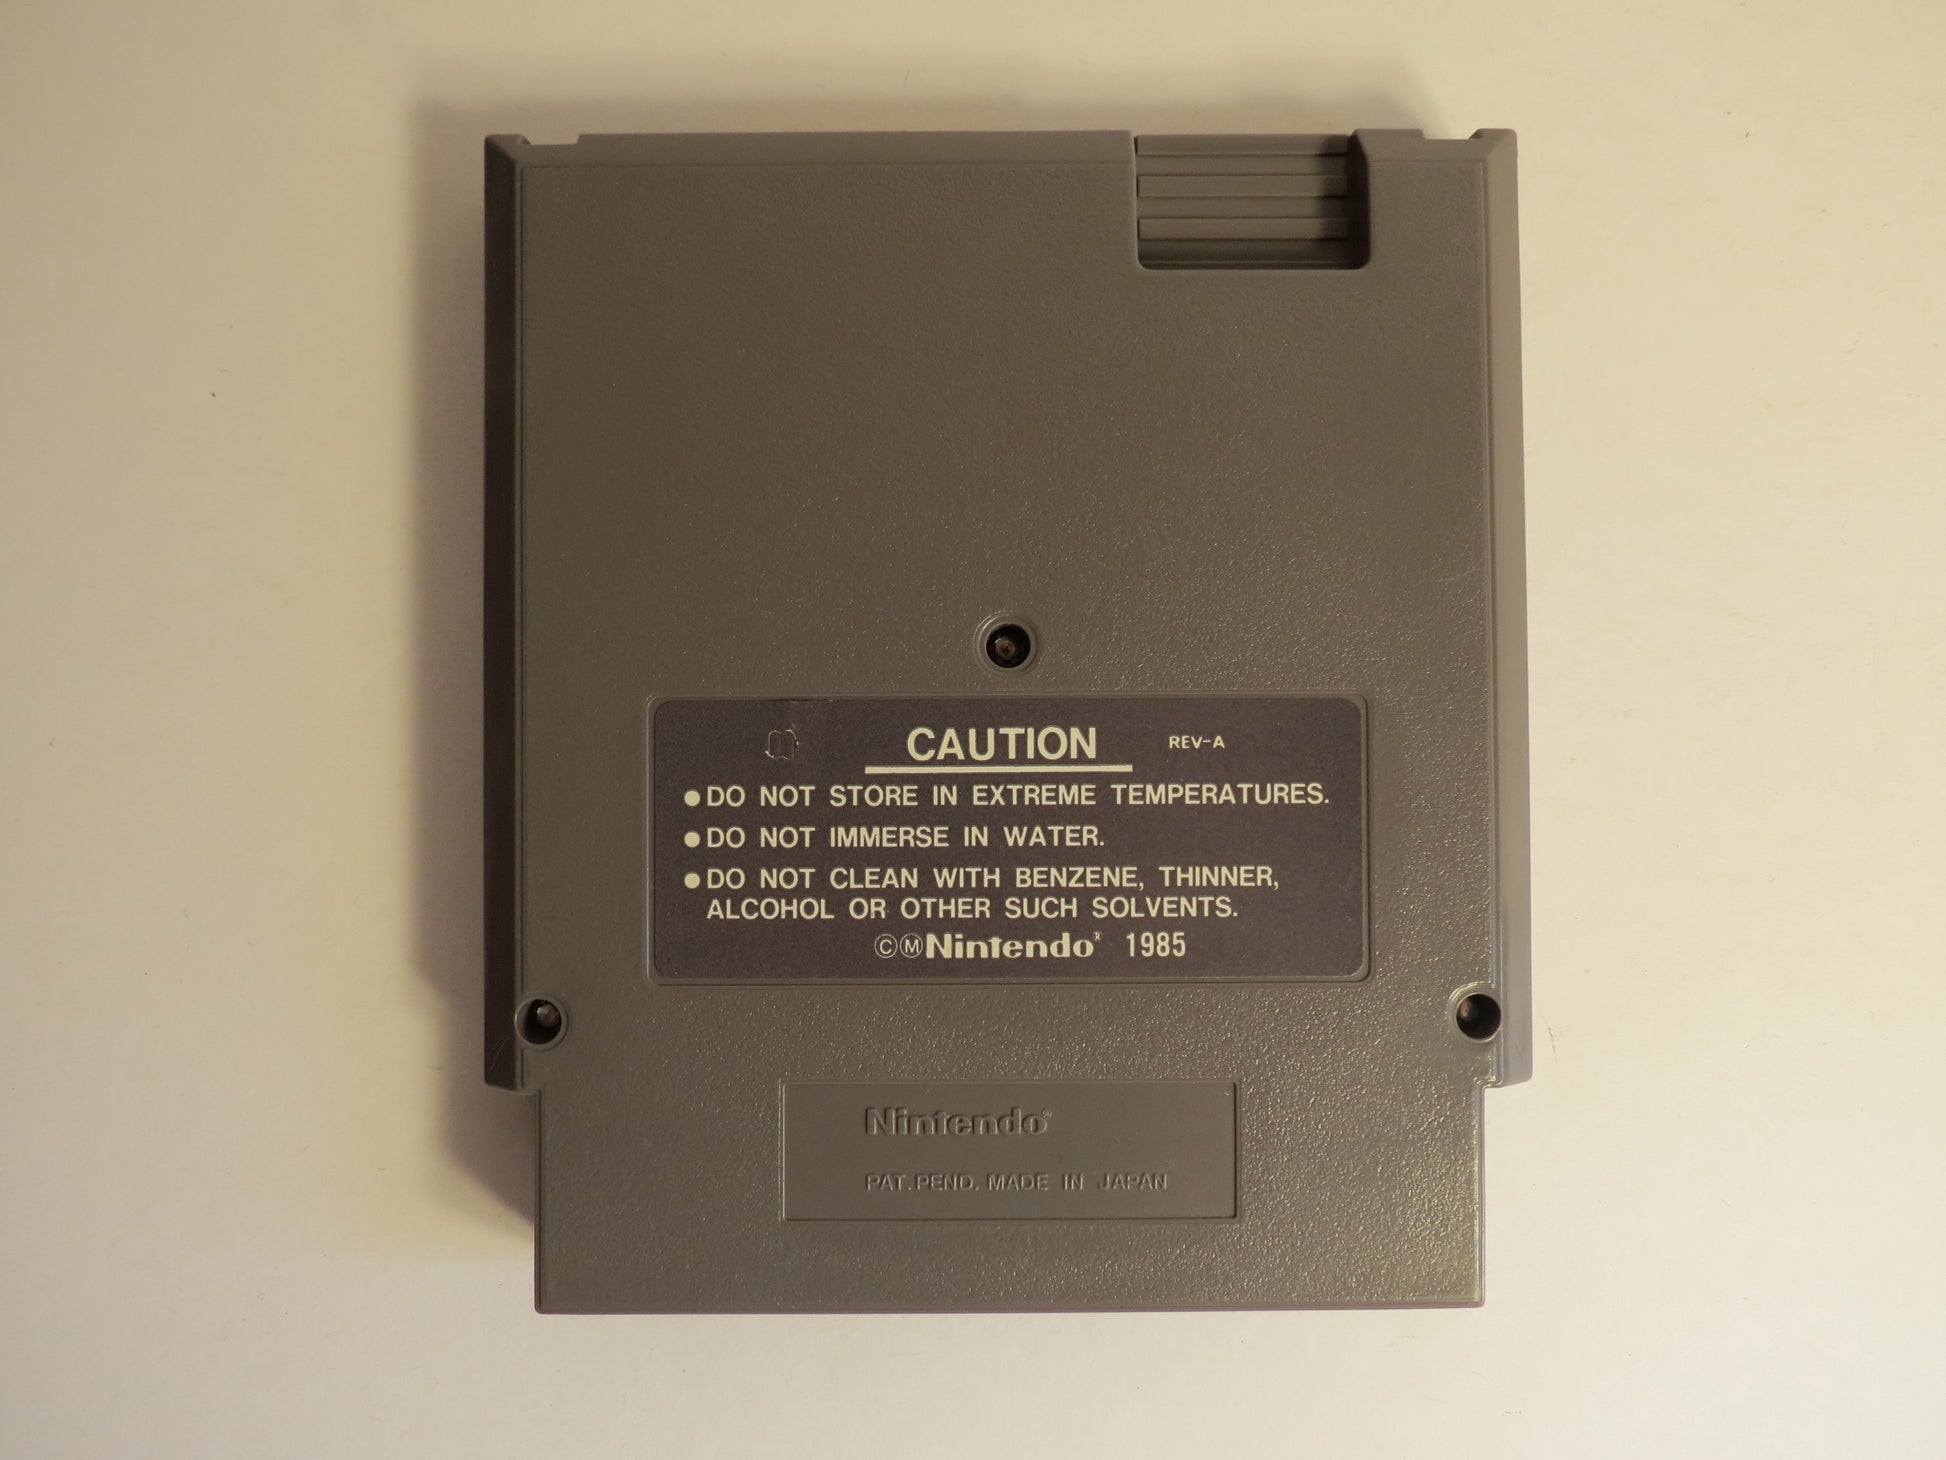 CAUTION REV-A
●DO NOT STORE IN EXTREME TEMPERATURES.
●DO NOT IMMERSE IN WATER.
●DO NOT CLEAN WITH BENZENE, THINNER,
ALCOHOL OR OTHER SUCH SOLVENTS.
©ⓂNintendo® 1985
Nintendo®
PAT. PEND. MADE IN JAPAN